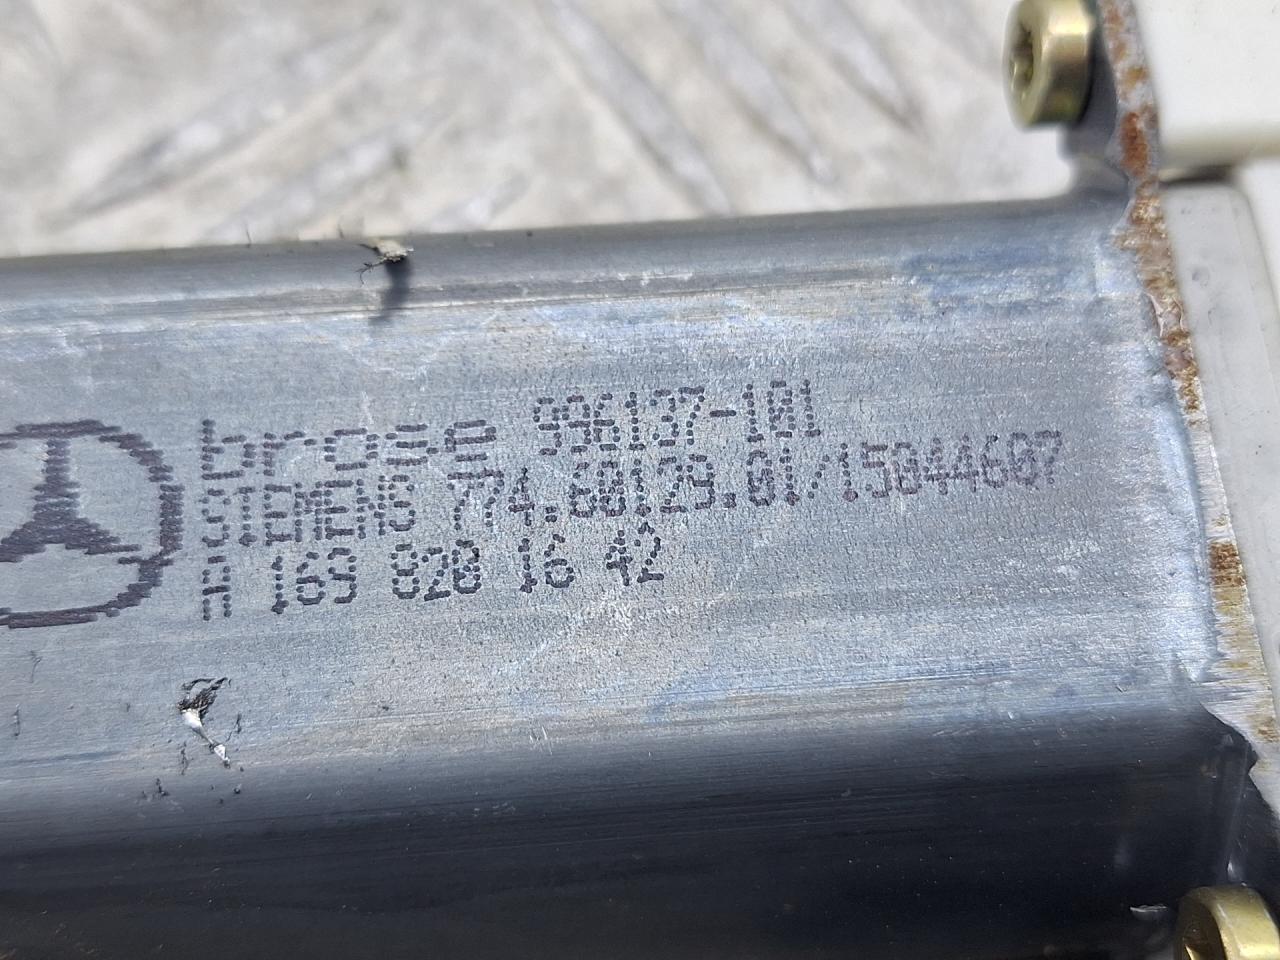 brose 996137-101
SIEMENS 774.60129.01/15044607
A 169 820 16 42